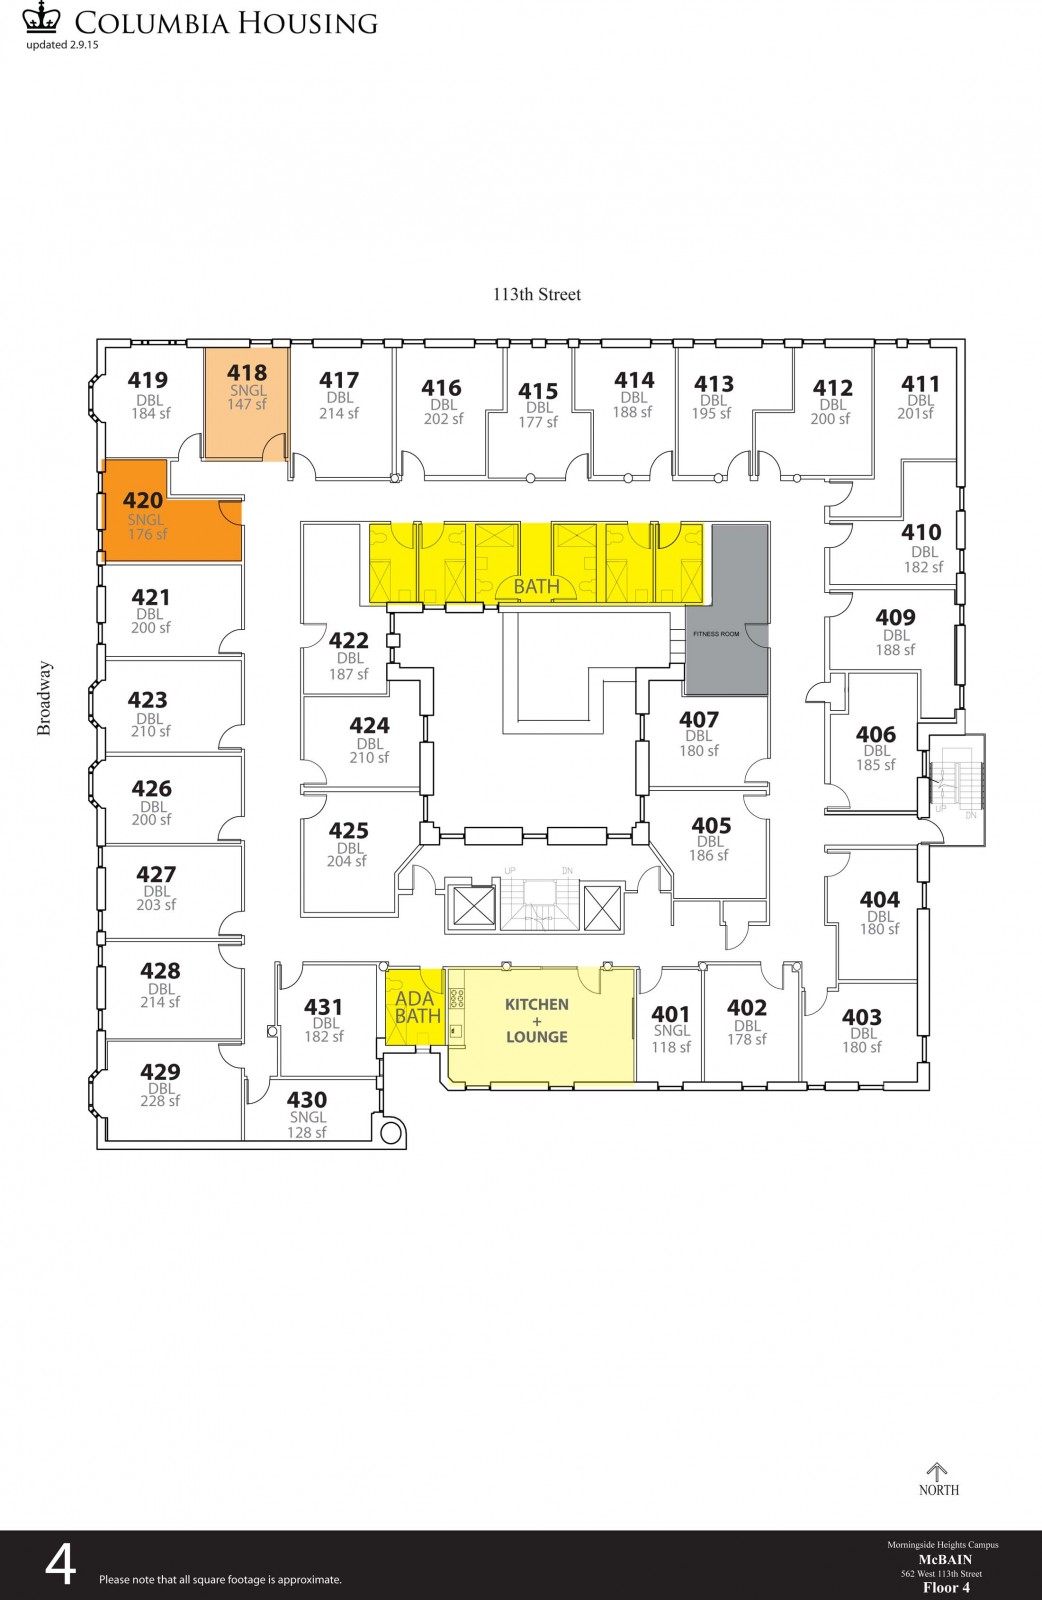 COLUMBIA HOUSING
updated 2.9.15
113th Street
419
DBL
184 sf
418
SNGL
147 sf
417
DBL
214 sf
416
DBL
202 sf
415
DBL
177 sf
414
DBL
188 sf
413
DBL
195 sf
412
DBL
200 sf
411
DBL
201sf
420
SNGL
176 sf
410
DBL
182 sf
BATH
421
DBL
200 sf
422
DBL
187 sf
FITNESS ROOM
409
DBL
188 sf
Broadway
423
DBL
210 sf
424
DBL
210 sf
407
DBL
180 sf
406
DBL
185 sf
UP
DN
426
DBL
200 sf
425
DBL
204 sf
405
DBL
186 sf
427
DBL
203 sf
UP
DN
404
DBL
180 sf
428
DBL
214 sf
431
DBL
182 sf
ADA
BATH
KITCHEN
+
LOUNGE
401
SNGL
118 sf
402
DBL
178 sf
403
DBL
180 sf
429
DBL
228 sf
430
SNGL
128 sf
NORTH
4
Please note that all square footage is approximate.
Morningside Heights Campus
McBAIN
562 West 113th Street
Floor 4